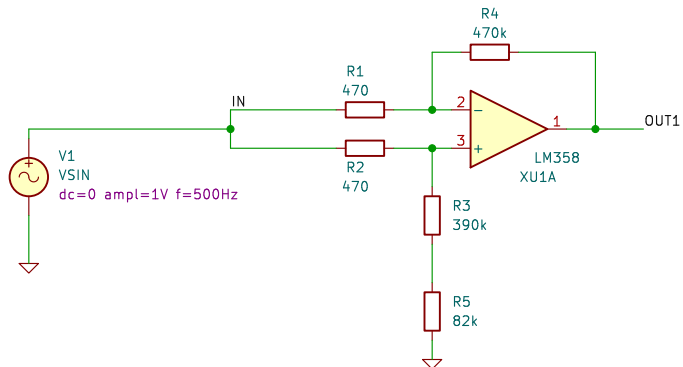 R4
470k
R1
470
IN
2
1
OUT1
3
R2
470
LM358
XU1A
V1
VSIN
dc=0 ampl=1V f=500Hz
R3
390k
R5
82k